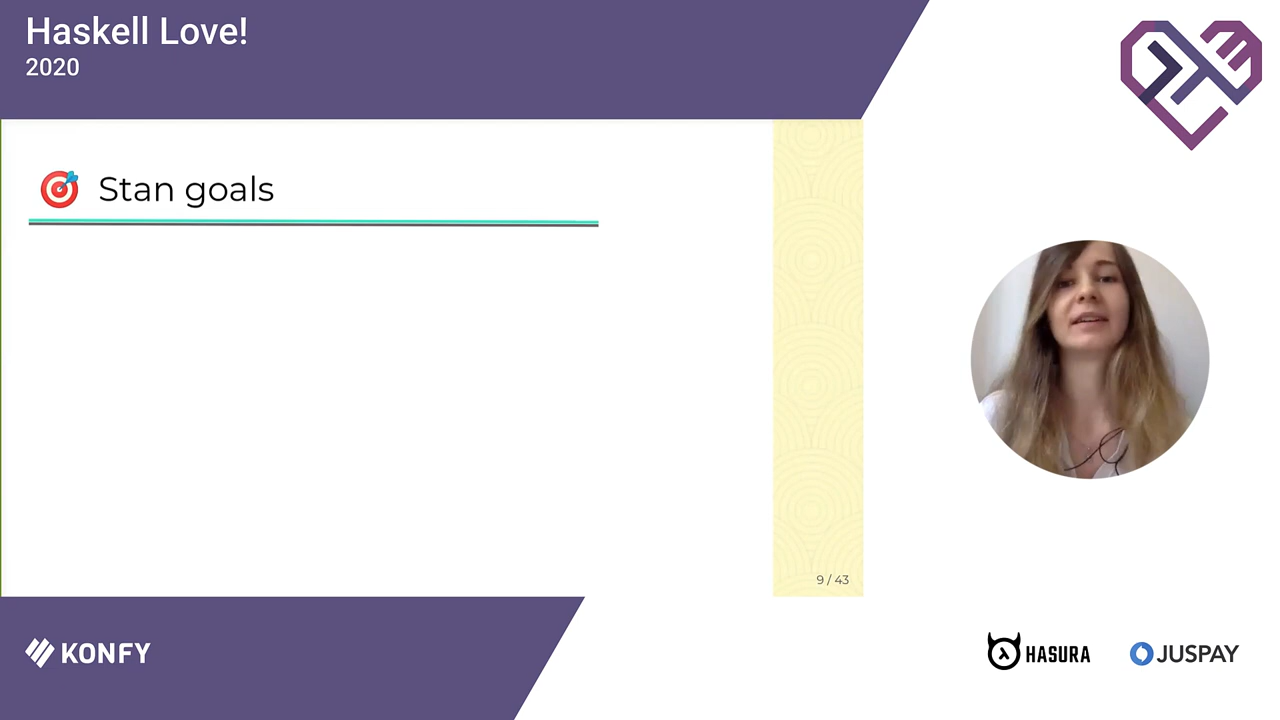 Haskell Love!
2020
Stan goals
9 / 43
KONFY
HASURA
JUSPAY